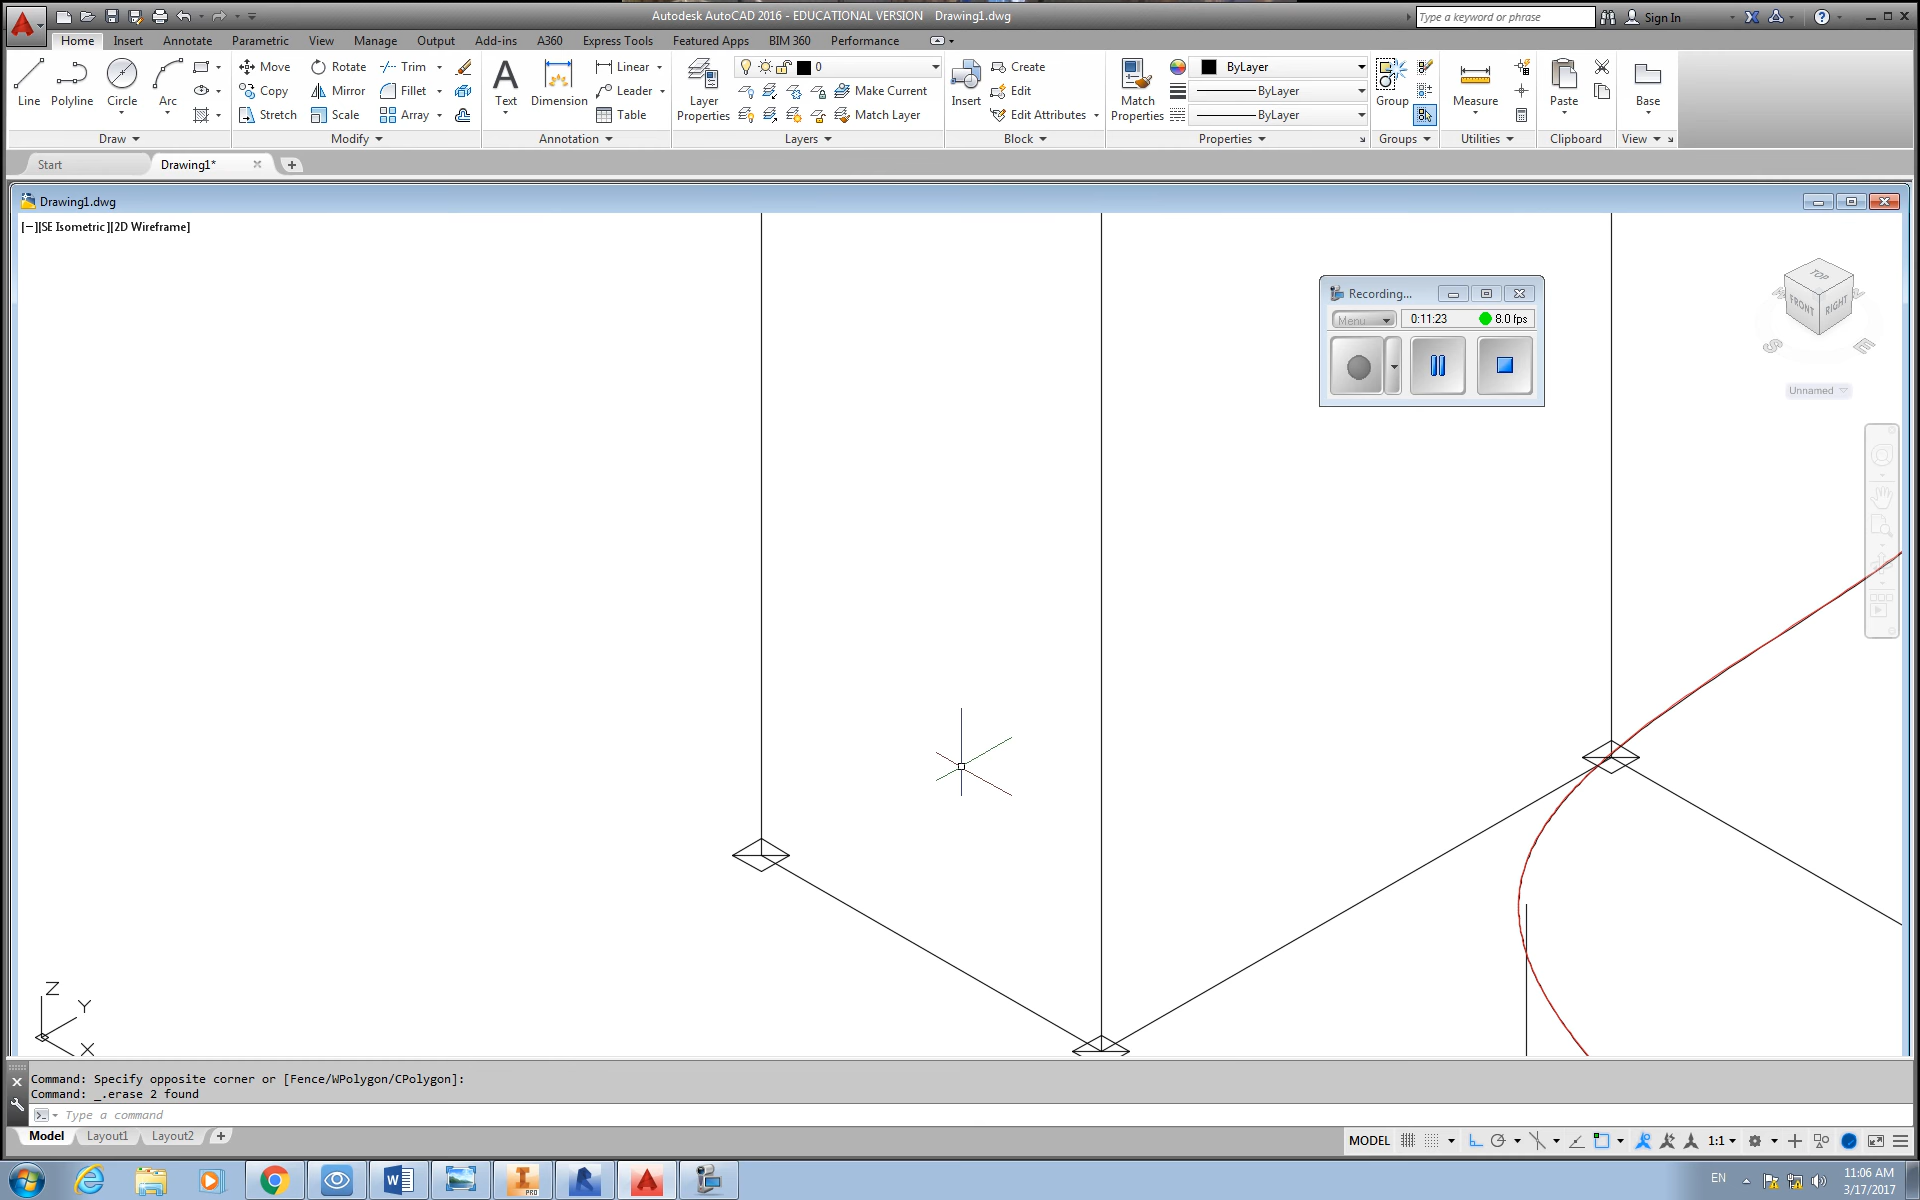 Autodesk AutoCAD 2016 - EDUCATIONAL VERSION Drawing1.dwg
Type a keyword or phrase
Sign In
Home Insert Annotate Parametric View Manage Output Add-ins A360 Express Tools Featured Apps BIM 360 Performance
Line Polyline Circle Arc
Move Rotate Trim
Copy Mirror Fillet
Stretch Scale Array
Text Dimension
Linear
Leader
Table
Layer Properties
0
Make Current
Match Layer
Insert
Create
Edit
Edit Attributes
Match Properties
ByLayer
ByLayer
ByLayer
Group
Measure
Paste
Base
Draw Modify Annotation Layers Block Properties Groups Utilities Clipboard View
Start Drawing1*
Drawing1.dwg
[−][SE Isometric][2D Wireframe]
Recording...
Menu 0:11:23 8.0 fps
TOP
FRONT RIGHT
S E
Unnamed
Z
Y
X
Command: Specify opposite corner or [Fence/WPolygon/CPolygon]:
Command: _.erase 2 found
Type a command
Model Layout1 Layout2
MODEL 1:1
PRO
EN
11:06 AM
3/17/2017